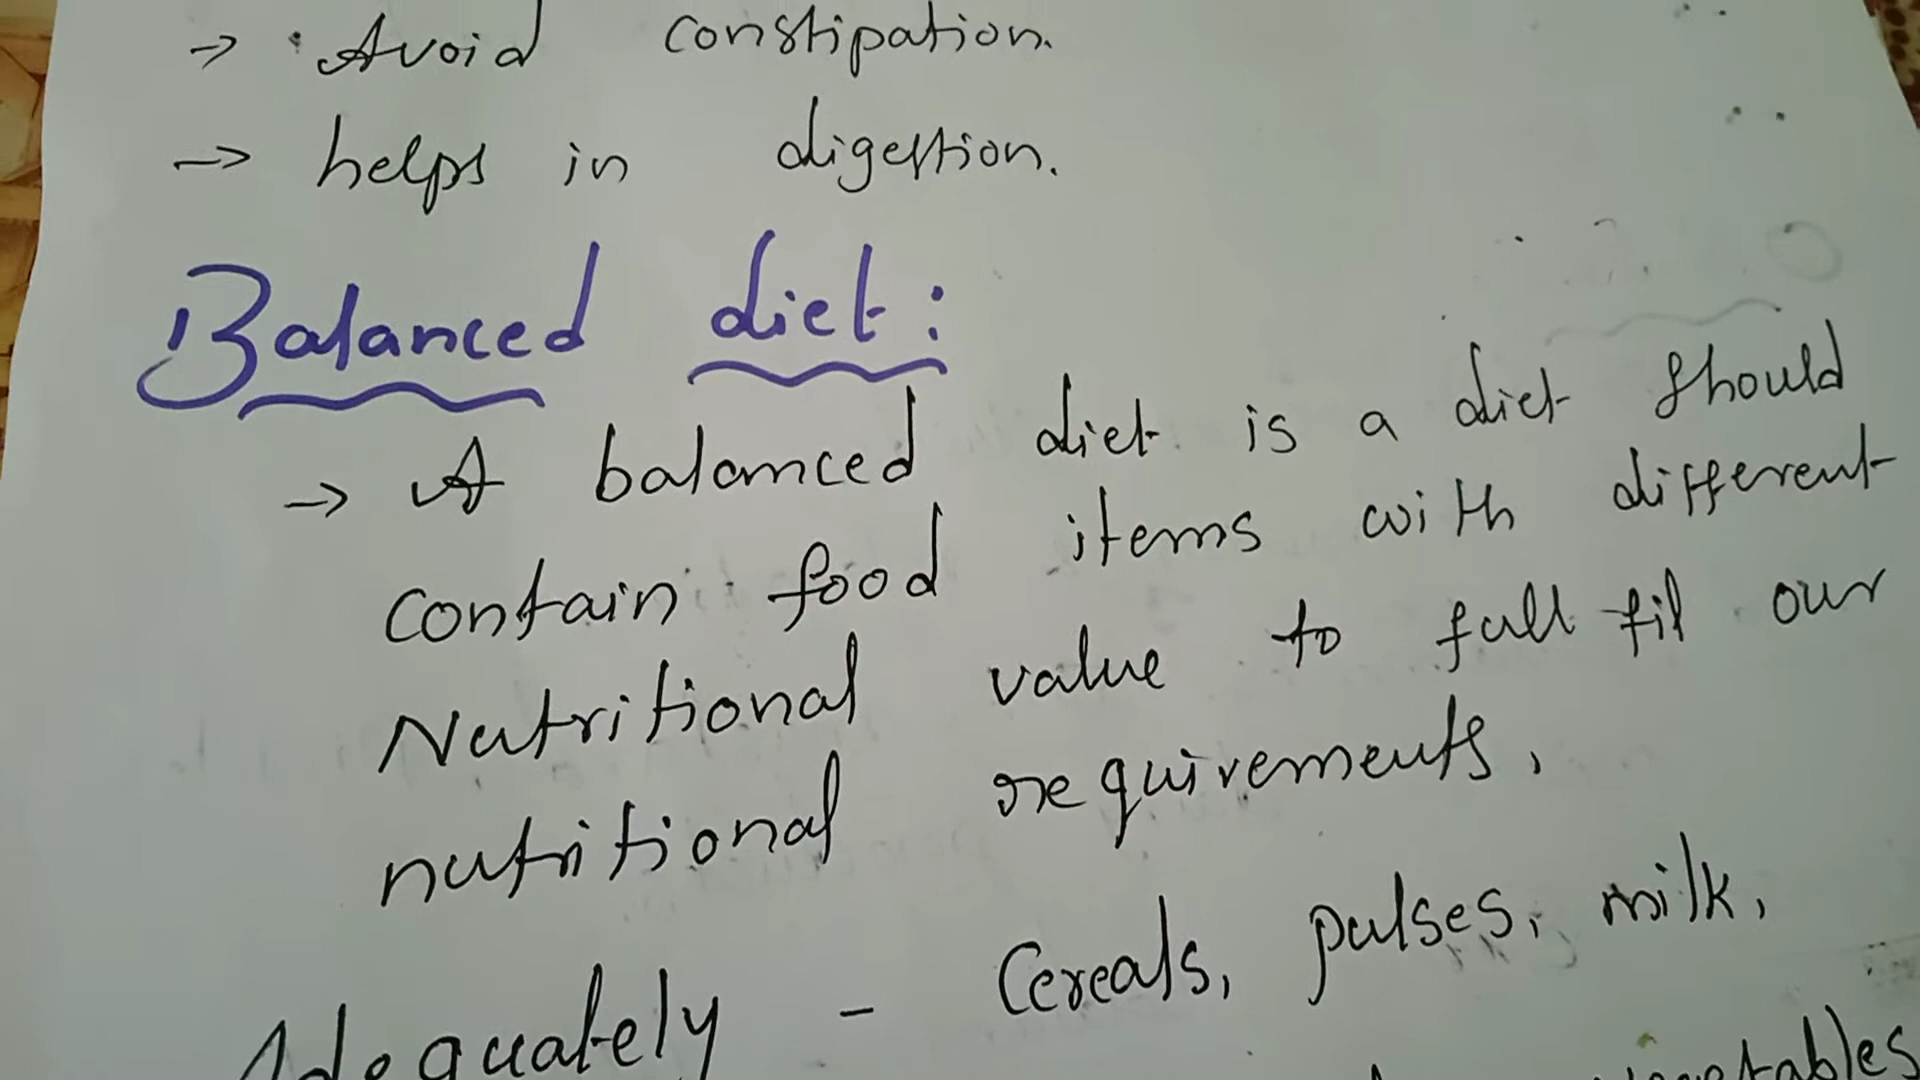 → Avoid constipation.
→ helps in digestion.
Balanced diet:
→ A balanced diet is a diet should
contain food items with different
Nutritional value to full fil our
nutritional requirements,
Adequately - Cereals, pulses, milk,
vegetables